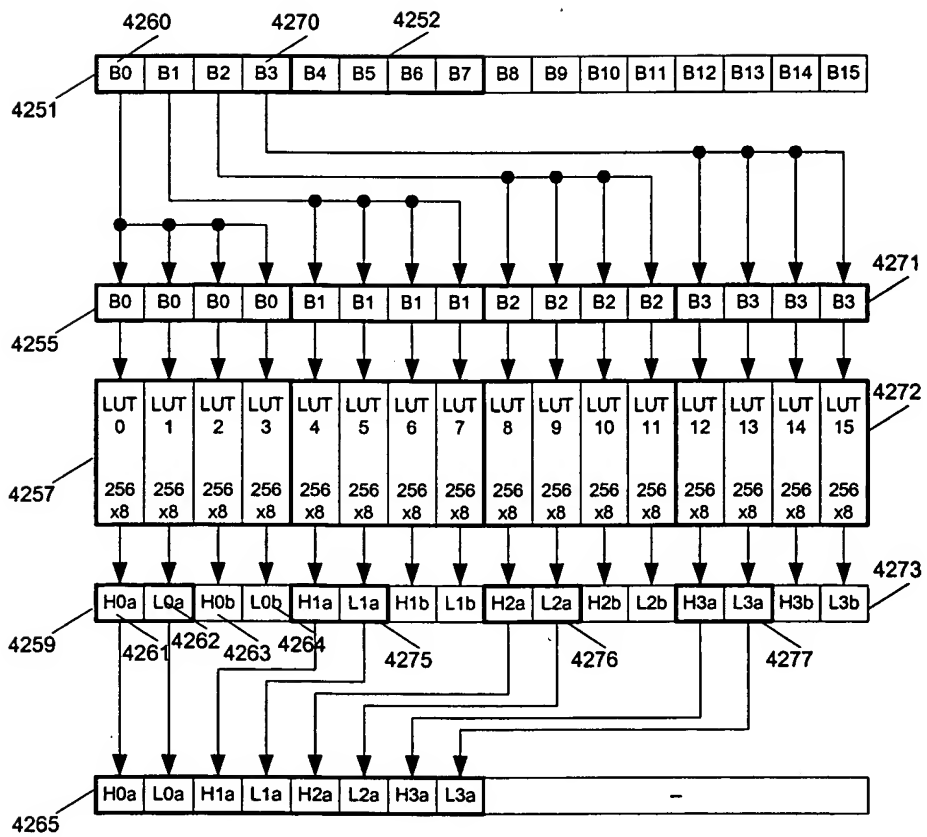 4260 4270 4252
B0 B1 B2 B3 B4 B5 B6 B7 B8 B9 B10 B11 B12 B13 B14 B15
4251
4271
B0 B0 B0 B0 B1 B1 B1 B1 B2 B2 B2 B2 B3 B3 B3 B3
4255
4272
LUT LUT LUT LUT LUT LUT LUT LUT LUT LUT LUT LUT LUT LUT LUT LUT
0 1 2 3 4 5 6 7 8 9 10 11 12 13 14 15
4257
256 256 256 256 256 256 256 256 256 256 256 256 256 256 256 256
x8 x8 x8 x8 x8 x8 x8 x8 x8 x8 x8 x8 x8 x8 x8 x8
4273
H0a L0a H0b L0b H1a L1a H1b L1b H2a L2a H2b L2b H3a L3a H3b L3b
4259 4261 4262 4263 4264 4275 4276 4277
H0a L0a H1a L1a H2a L2a H3a L3a –
4265